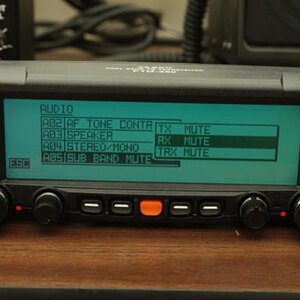 YAESU
AUDIO
A02 AF TONE CONTR
A03 SPEAKER
A04 STEREO/MONO
A05 SUB BAND MUTE
TX MUTE
RX MUTE
TRX MUTE
ESC